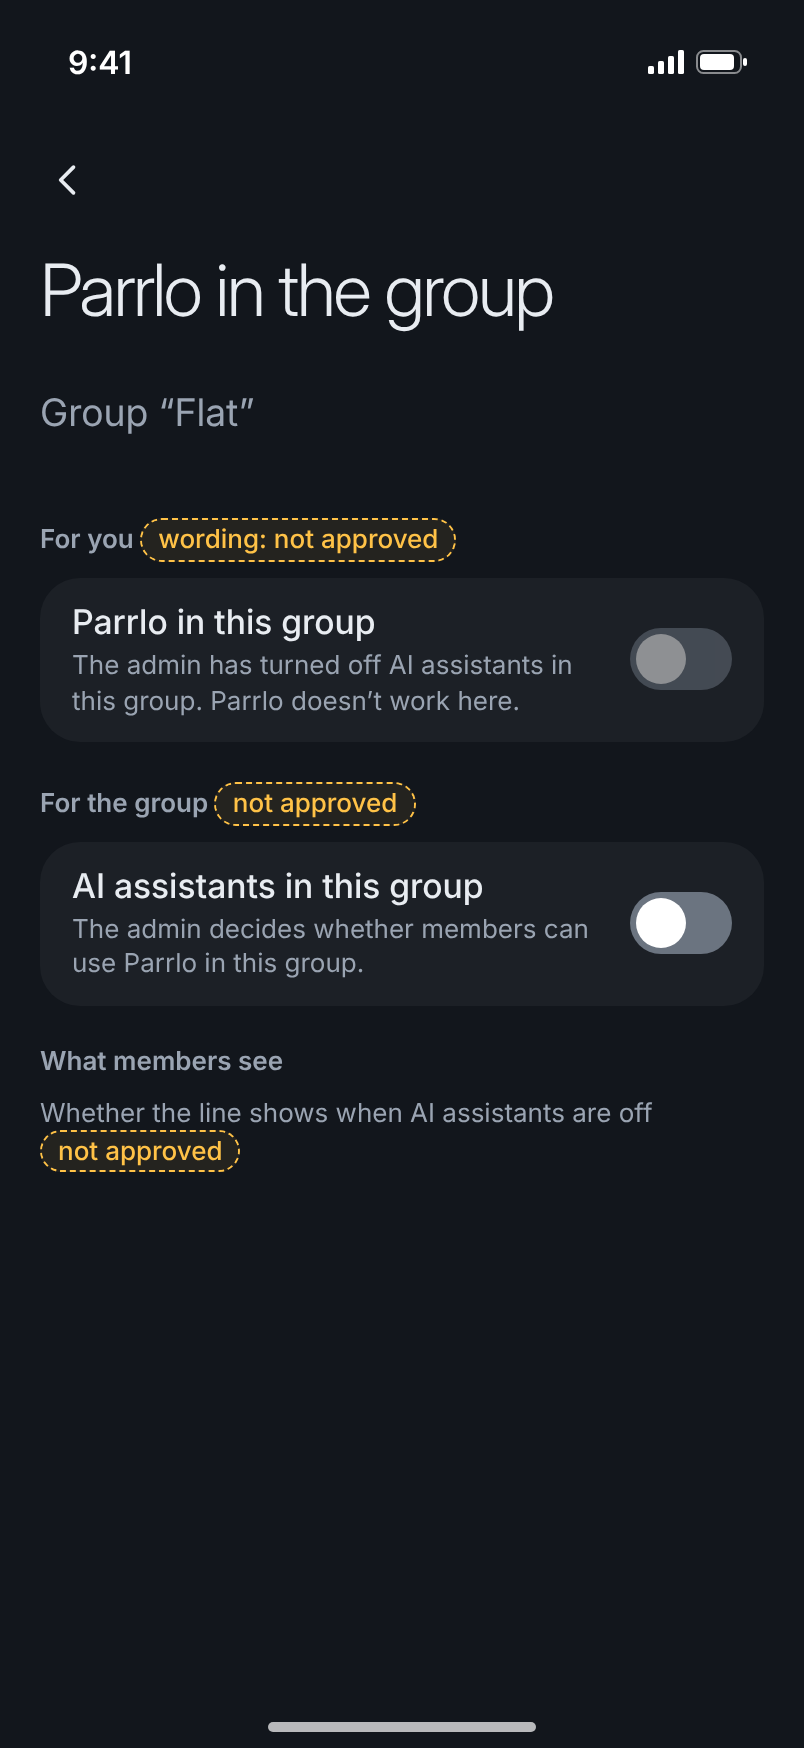 9:41
Parrlo in the group
Group “Flat”
For you wording: not approved
Parrlo in this group
The admin has turned off AI assistants in
this group. Parrlo doesn’t work here.
For the group not approved
AI assistants in this group
The admin decides whether members can
use Parrlo in this group.
What members see
Whether the line shows when AI assistants are off
not approved